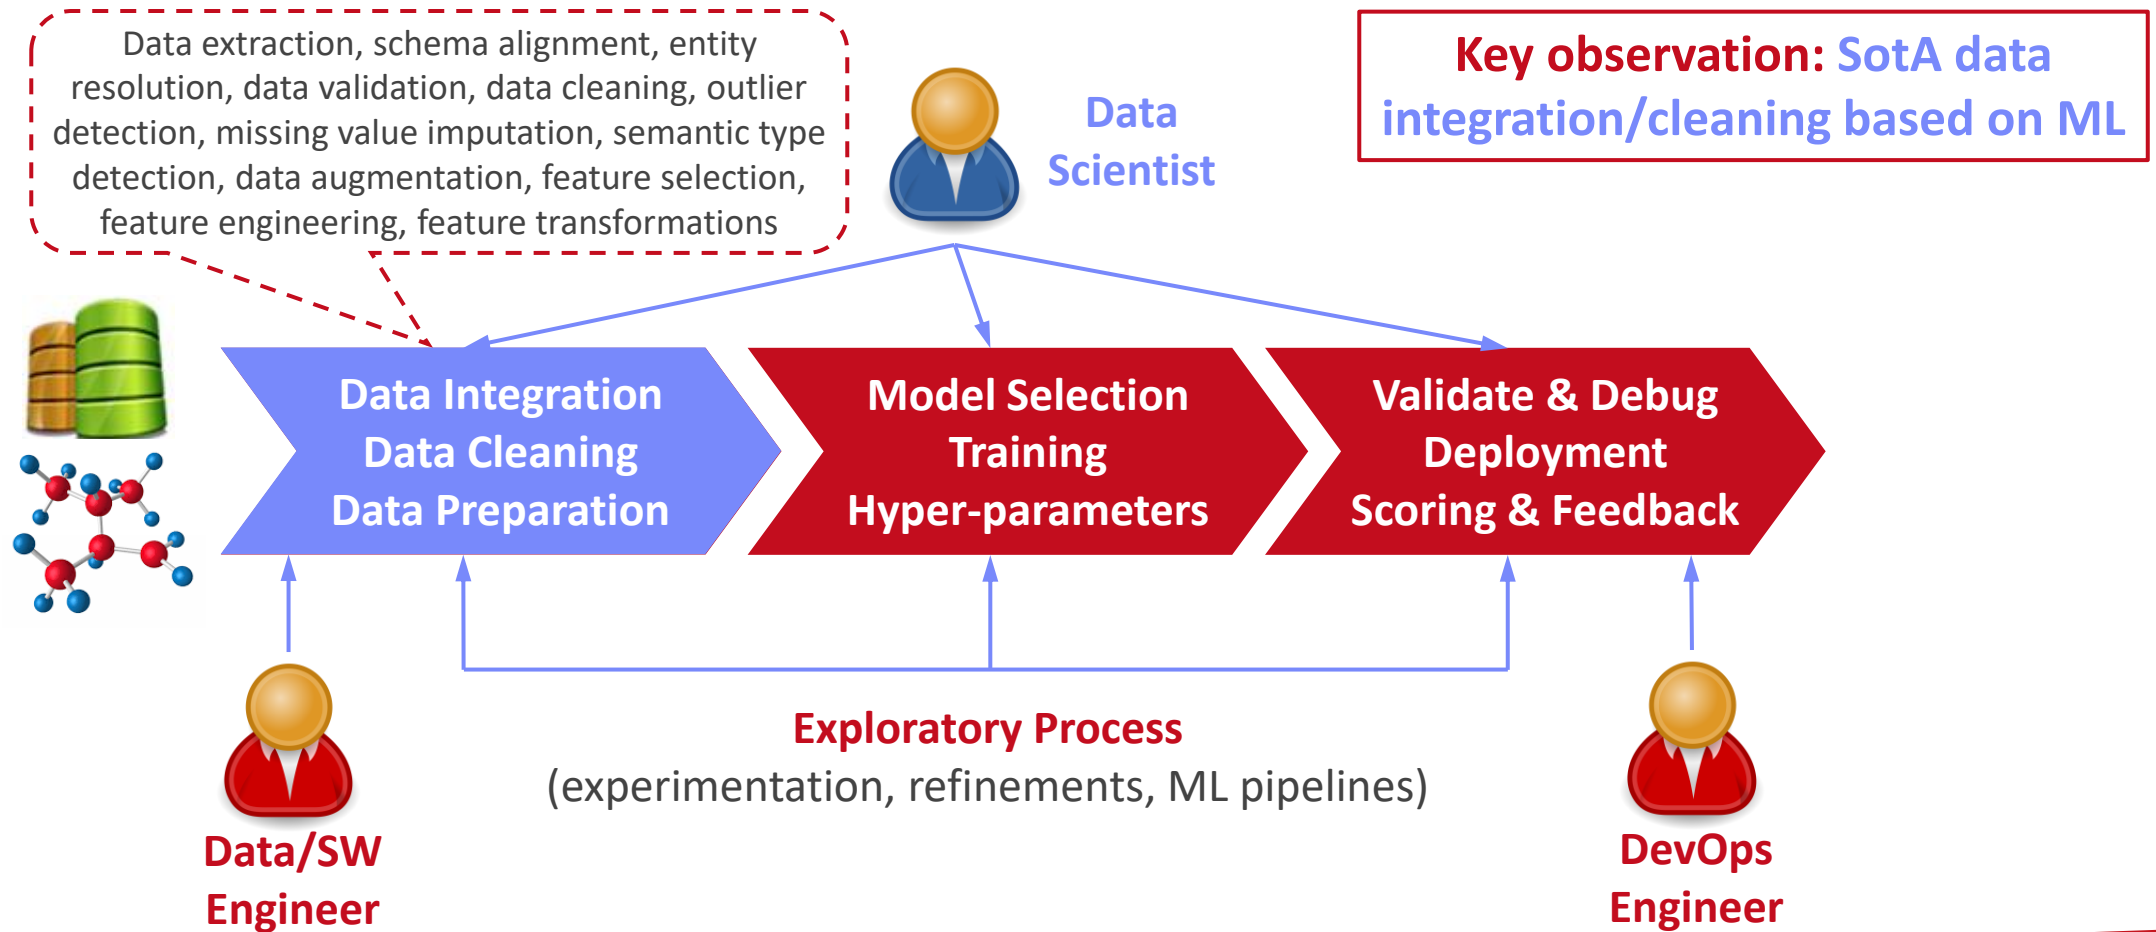 Data extraction, schema alignment, entity
resolution, data validation, data cleaning, outlier
detection, missing value imputation, semantic type
detection, data augmentation, feature selection,
feature engineering, feature transformations
Data
Scientist
Key observation: SotA data
integration/cleaning based on ML
Data Integration
Data Cleaning
Data Preparation
Model Selection
Training
Hyper-parameters
Validate & Debug
Deployment
Scoring & Feedback
Exploratory Process
(experimentation, refinements, ML pipelines)
Data/SW
Engineer
DevOps
Engineer